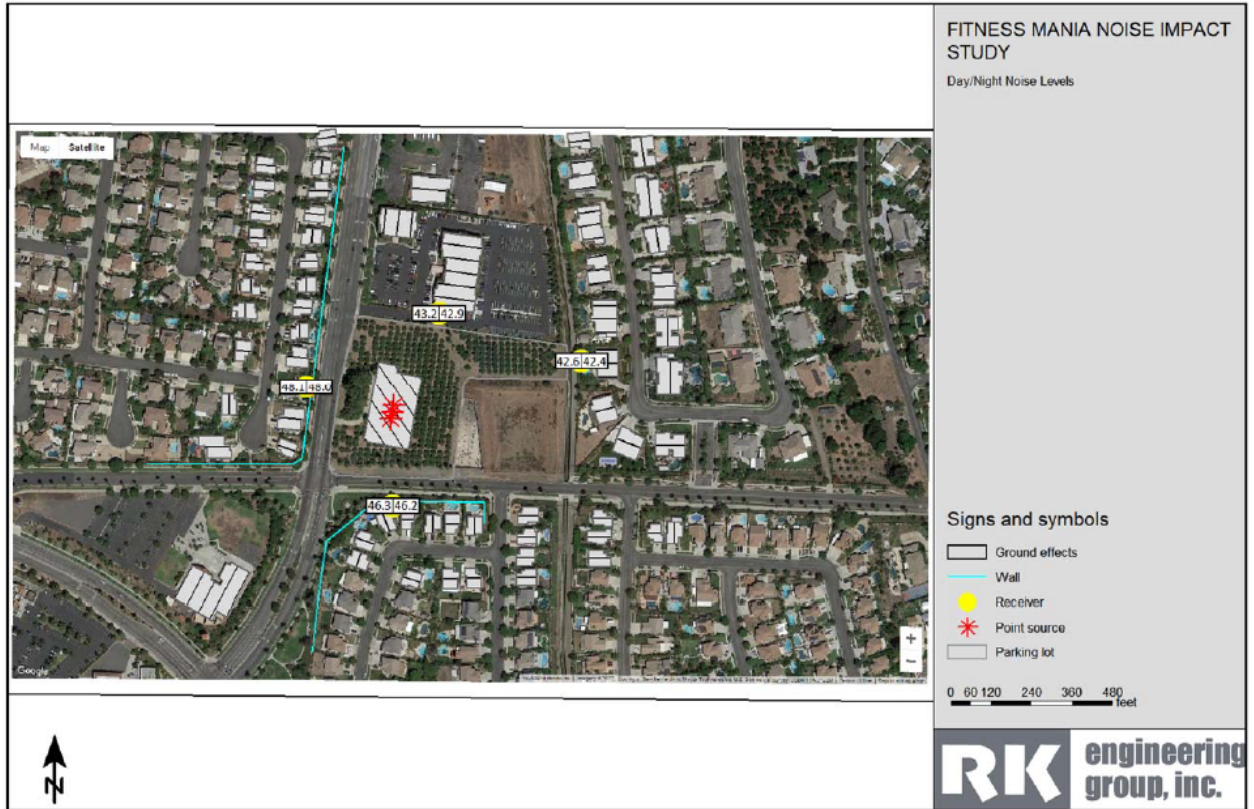 FITNESS MANIA NOISE IMPACT
STUDY
Day/Night Noise Levels
Map Satellite
43.2 42.9
42.6 42.4
48.1 48.0
46.3 46.2
Google
Signs and symbols
Ground effects
Wall
Receiver
Point source
Parking lot
0 60 120 240 360 480
feet
N
RK engineering
group, inc.